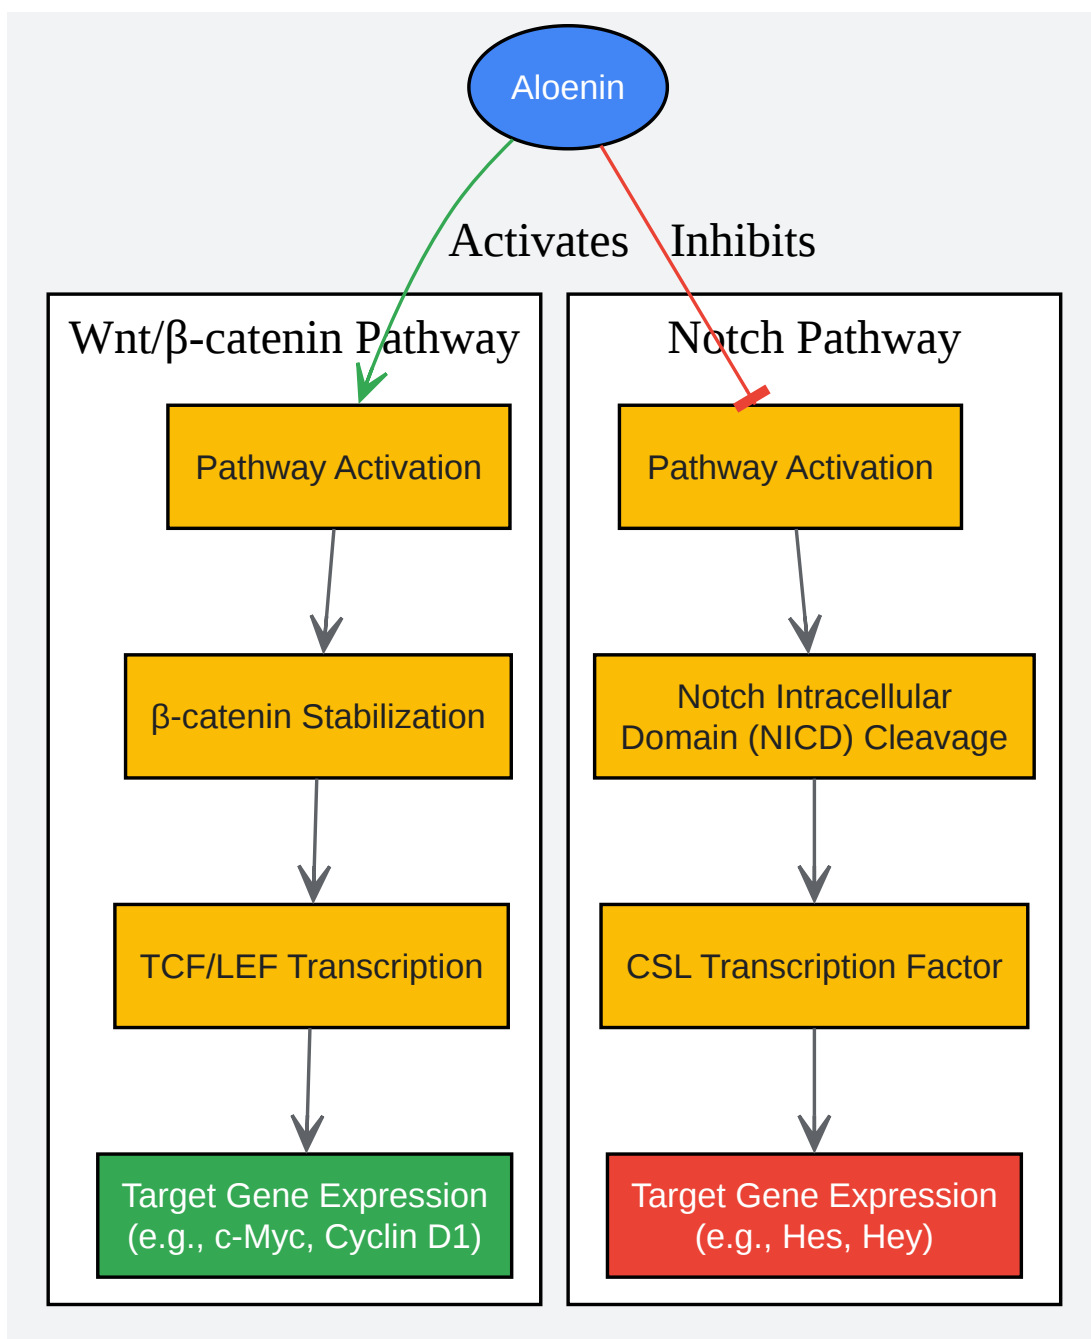 Aloenin
Activates
Inhibits
Wnt/β-catenin Pathway
Pathway Activation
β-catenin Stabilization
TCF/LEF Transcription
Target Gene Expression
(e.g., c-Myc, Cyclin D1)
Notch Pathway
Pathway Activation
Notch Intracellular
Domain (NICD) Cleavage
CSL Transcription Factor
Target Gene Expression
(e.g., Hes, Hey)